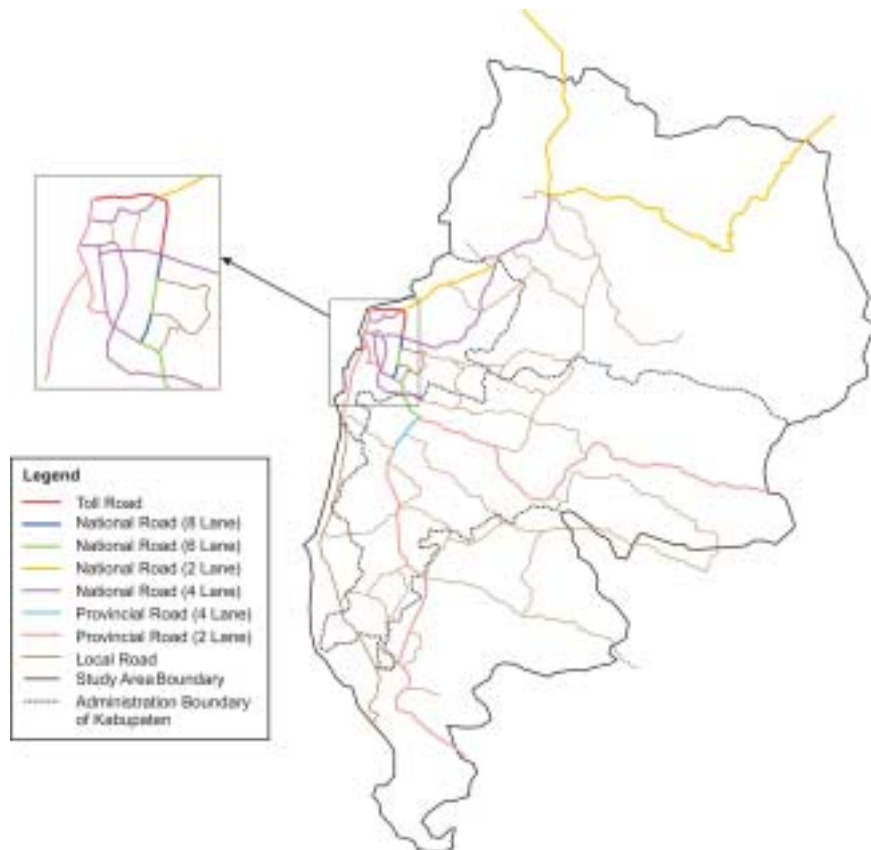 Legend
Toll Road
National Road (8 Lane)
National Road (6 Lane)
National Road (2 Lane)
National Road (4 Lane)
Provincial Road (4 Lane)
Provincial Road (2 Lane)
Local Road
Study Area Boundary
Administration Boundary
of Kabupaten